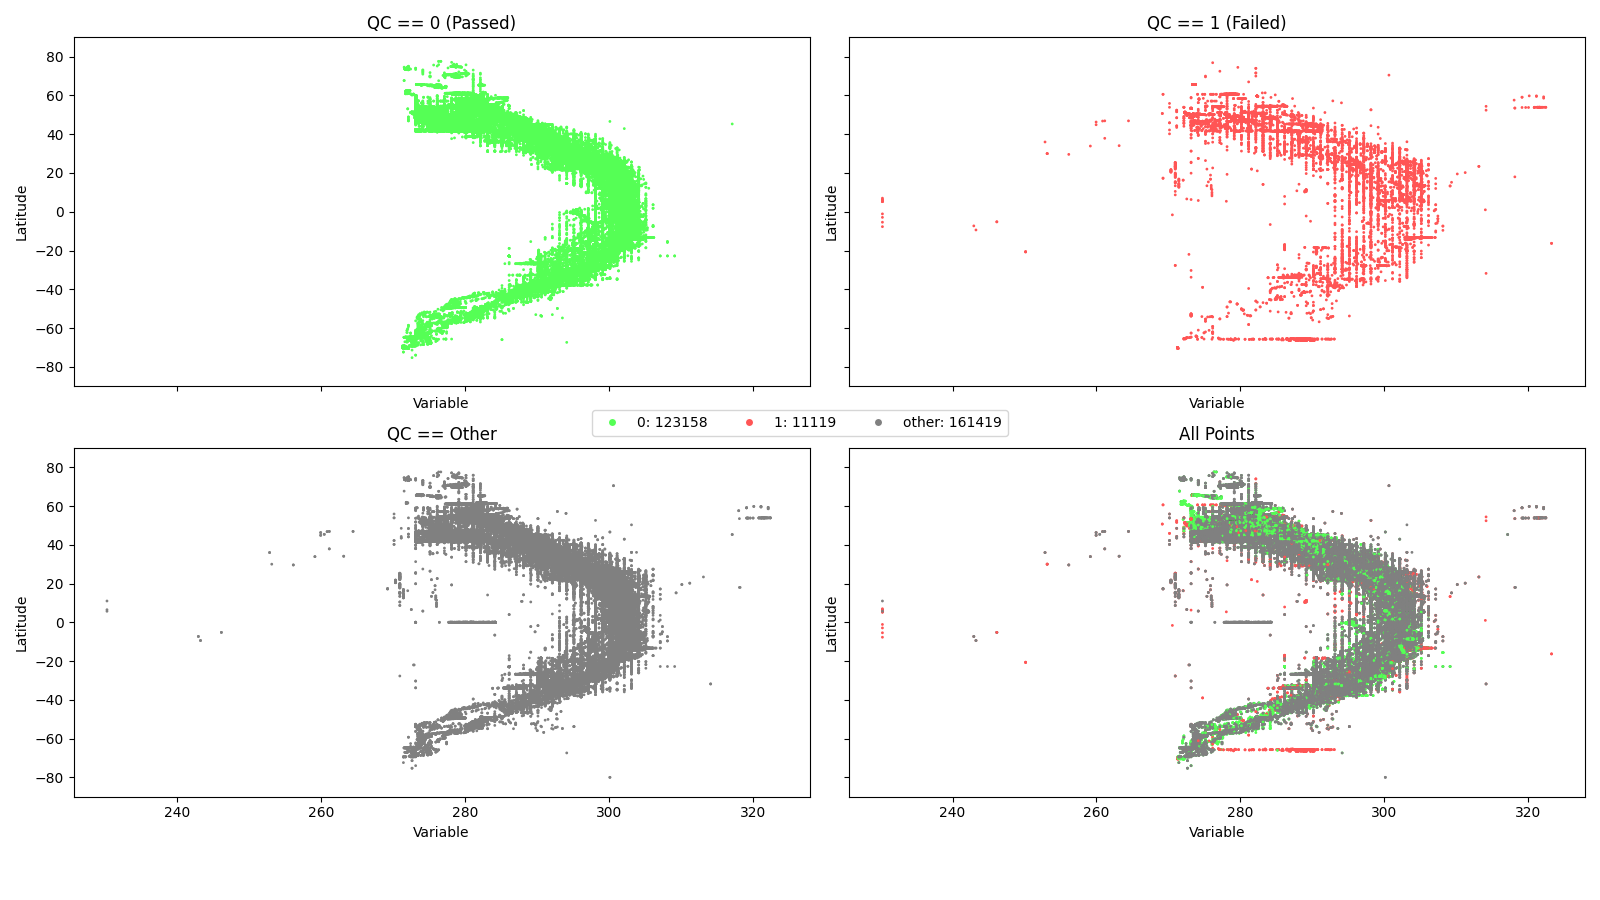 QC == 0 (Passed)
QC == 1 (Failed)
80
60
40
20
0
−20
−40
−60
−80
Latitude
Latitude
Variable
Variable
0: 123158
1: 11119
other: 161419
QC == Other
All Points
80
60
40
20
0
−20
−40
−60
−80
Latitude
Latitude
240
260
280
300
320
240
260
280
300
320
Variable
Variable